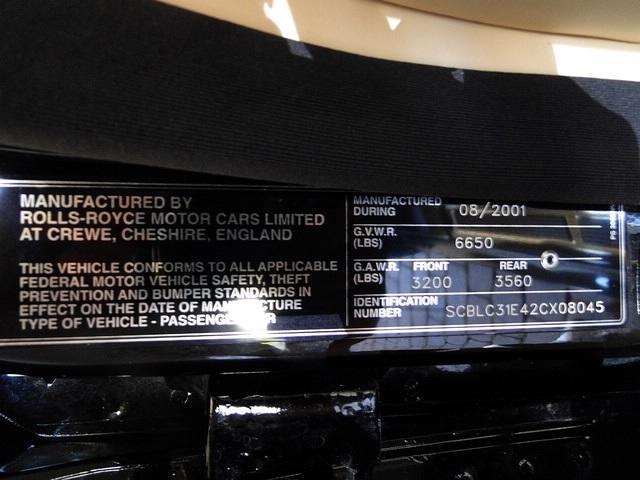 MANUFACTURED BY
ROLLS-ROYCE MOTOR CARS LIMITED
AT CREWE, CHESHIRE, ENGLAND
THIS VEHICLE CONFORMS TO ALL APPLICABLE
FEDERAL MOTOR VEHICLE SAFETY, THEFT
PREVENTION AND BUMPER STANDARDS IN
EFFECT ON THE DATE OF MANUFACTURE
TYPE OF VEHICLE - PASSENGER CAR
MANUFACTURED
DURING 08/2001
G.V.W.R.
(LBS) 6650
G.A.W.R. FRONT REAR
(LBS) 3200 3560
IDENTIFICATION
NUMBER SCBLC31E42CX08045